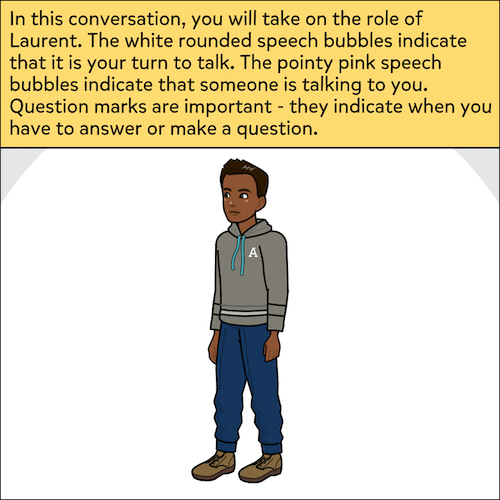 In this conversation, you will take on the role of
Laurent. The white rounded speech bubbles indicate
that it is your turn to talk. The pointy pink speech
bubbles indicate that someone is talking to you.
Question marks are important - they indicate when you
have to answer or make a question.
A